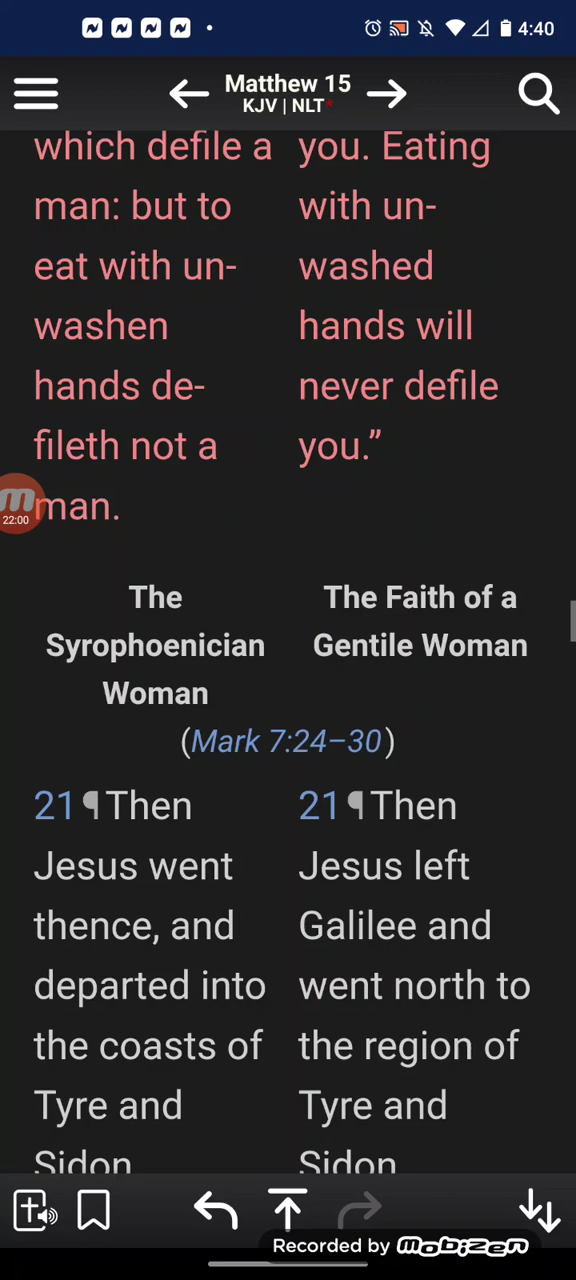 4:40
Matthew 15
KJV | NLT*
which defile a
man: but to
eat with un-
washen
hands de-
fileth not a
man.
you. Eating
with un-
washed
hands will
never defile
you.”
22:00
The
Syrophoenician
Woman
The Faith of a
Gentile Woman
(Mark 7:24–30)
21 ¶ Then
Jesus went
thence, and
departed into
the coasts of
Tyre and
Sidon
21 ¶ Then
Jesus left
Galilee and
went north to
the region of
Tyre and
Sidon
Recorded by mobizen